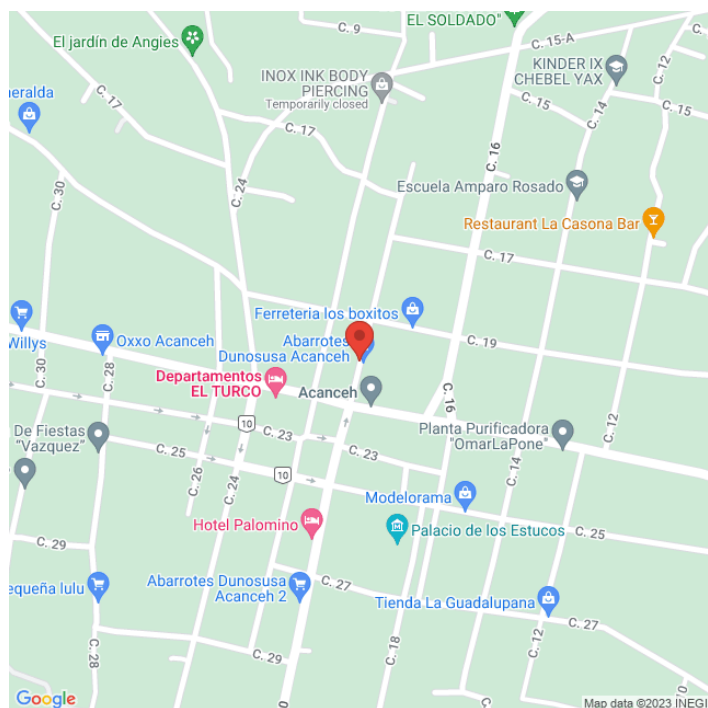 EL SOLDADO"
C. 9
C. 15-A
El jardín de Angies
C. 12
KINDER IX
CHEBEL YAX
INOX INK BODY
PIERCING
Temporarily closed
C. 17
neralda
C. 15
C. 14
C. 15
C. 17
C. 16
C. 24
C. 30
Escuela Amparo Rosado
Restaurant La Casona Bar
C. 17
Ferreteria los boxitos
Willys
Oxxo Acanceh
Abarrotes
Dunosusa Acanceh
C. 19
C. 30
C. 28
Departamentos
EL TURCO
Acanceh
C. 16
C. 12
10
De Fiestas
"Vazquez"
C. 23
C. 23
Planta Purificadora
"OmarLaPone"
C. 25
C. 26
C. 24
10
C. 14
Modelorama
C. 25
Hotel Palomino
Palacio de los Estucos
C. 29
equeña lulu
Abarrotes Dunosusa
Acanceh 2
C. 27
Tienda La Guadalupana
C. 27
C. 28
C. 29
C. 18
C. 12
0
Google
Map data ©2023 INEGI